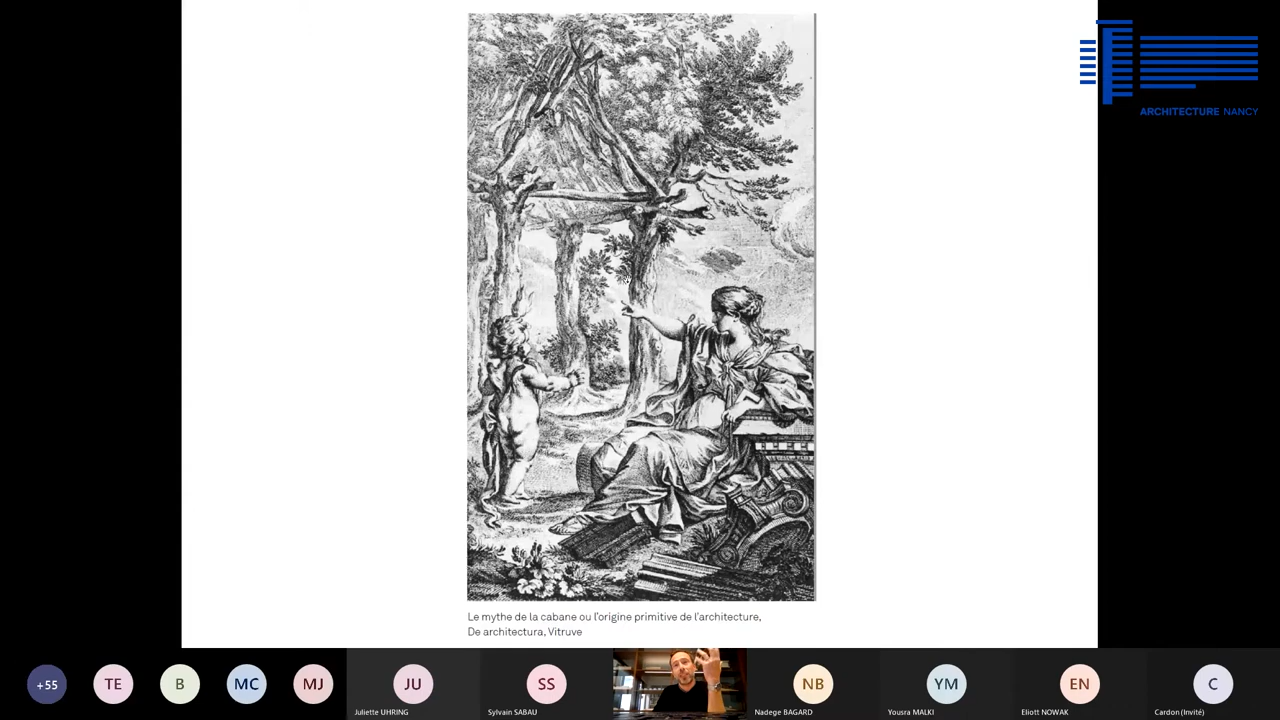 ARCHITECTURE NANCY
Le mythe de la cabane ou l'origine primitive de l'architecture,
De architectura, Vitruve
+55
TE
B
MC
MJ
JU
SS
NB
YM
EN
C
Juliette UHRING
Sylvain SABAU
Nadege BAGARD
Yousra MALKI
Eliott NOWAK
Cardon (Invité)